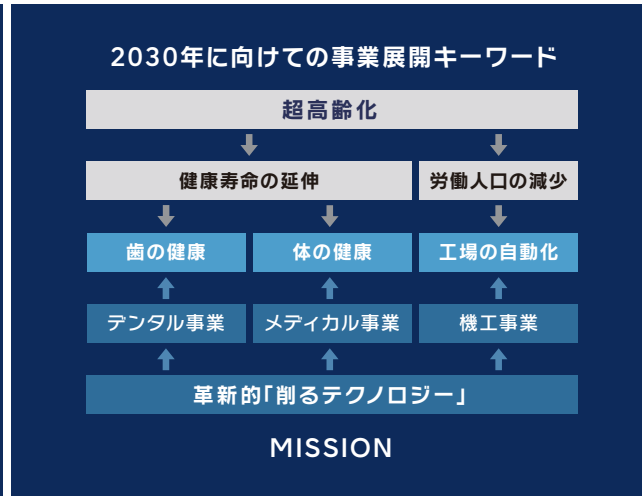 2030年に向けての事業展開キーワード
超高齢化
健康寿命の延伸
労働人口の減少
歯の健康
体の健康
工場の自動化
デンタル事業
メディカル事業
機工事業
革新的「削るテクノロジー」
MISSION